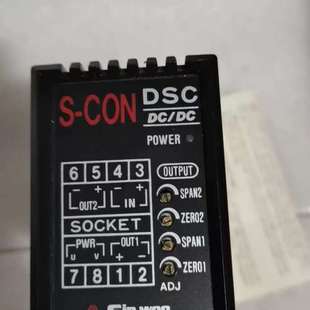 S-CON DSC
DC/DC
POWER
6 5 4 3 OUTPUT
- + - +
OUT2 IN
SPAN2
ZERO2
SOCKET
PWR OUT1
u v - +
SPAN1
7 8 1 2
ZERO1
ADJ